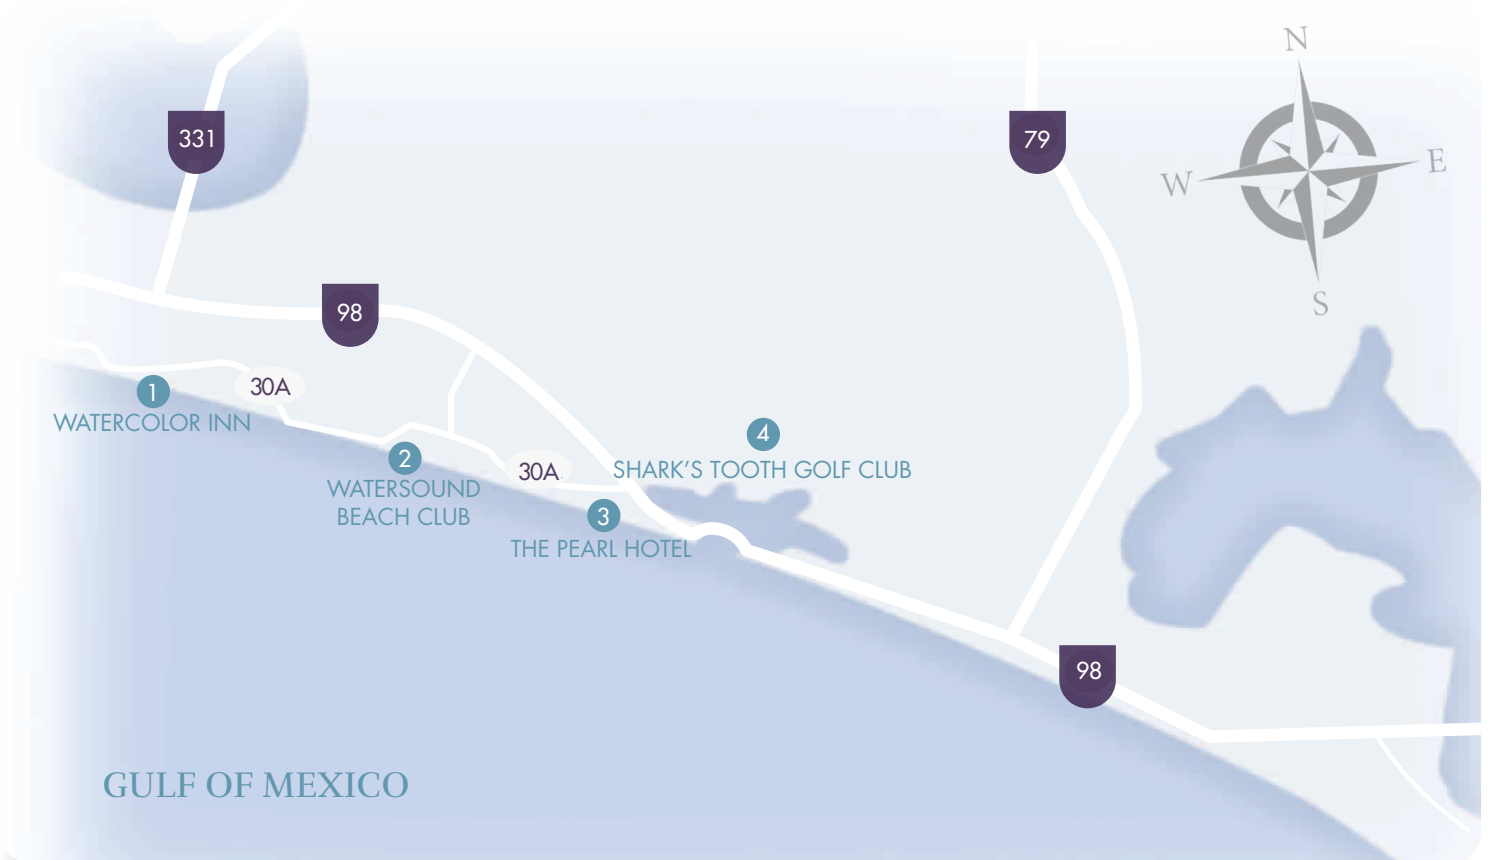 N
331
79
E
W
98
S
30A
1
WATERCOLOR INN
4
2
30A
SHARK'S TOOTH GOLF CLUB
WATERSOUND
BEACH CLUB
3
THE PEARL HOTEL
98
GULF OF MEXICO